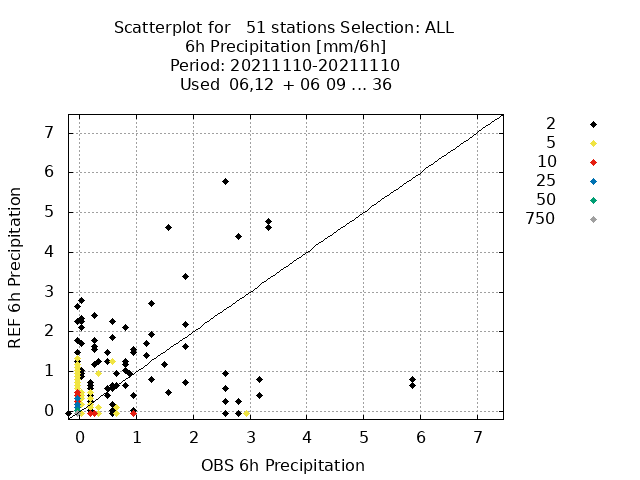 Scatterplot for   51 stations Selection: ALL
6h Precipitation [mm/6h]
Period: 20211110-20211110
Used  06,12  + 06 09 ... 36
2
5
10
25
50
750
7
6
5
4
3
2
1
0
REF 6h Precipitation
0 1 2 3 4 5 6 7
OBS 6h Precipitation